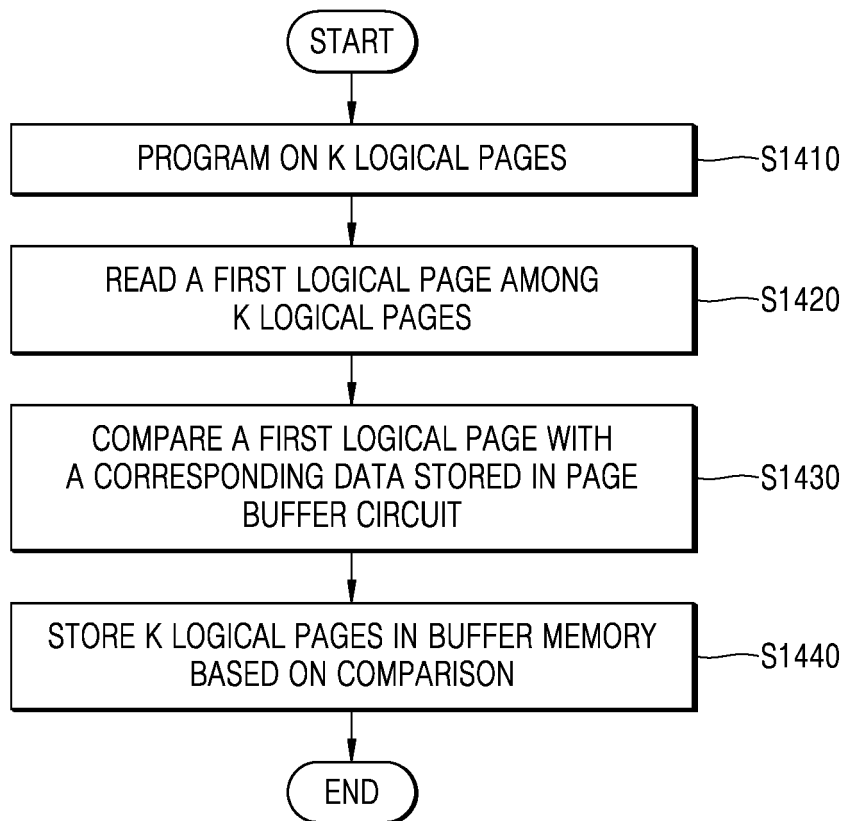 START
PROGRAM ON K LOGICAL PAGES
S1410
READ A FIRST LOGICAL PAGE AMONG
K LOGICAL PAGES
S1420
COMPARE A FIRST LOGICAL PAGE WITH
A CORRESPONDING DATA STORED IN PAGE
BUFFER CIRCUIT
S1430
STORE K LOGICAL PAGES IN BUFFER MEMORY
BASED ON COMPARISON
S1440
END